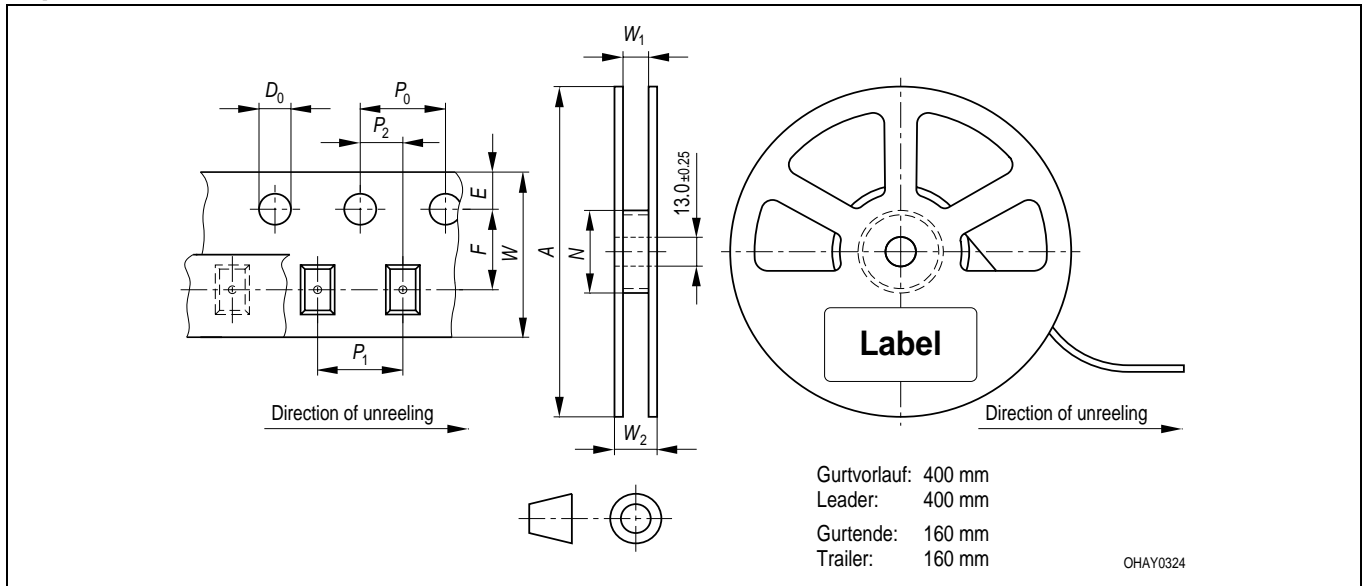 W1
D0
P0
P2
E
F
W
A
N
13.0±0.25
Label
P1
Direction of unreeling
W2
Direction of unreeling
Gurtvorlauf: 400 mm
Leader: 400 mm
Gurtende: 160 mm
Trailer: 160 mm
OHAY0324